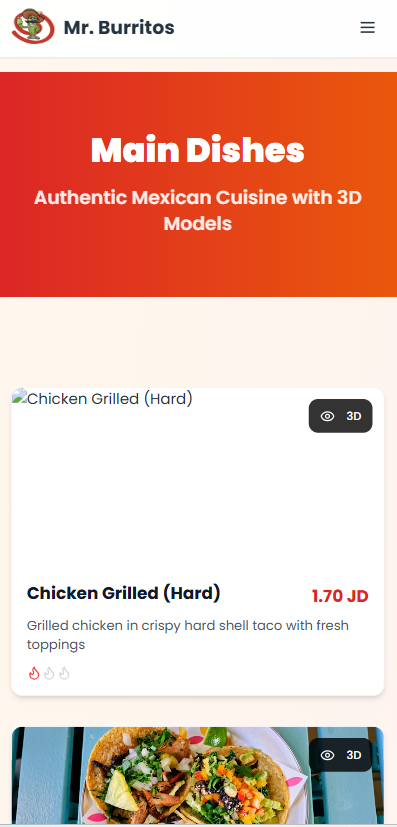 Mr. Burritos
Main Dishes
Authentic Mexican Cuisine with 3D
Models
Chicken Grilled (Hard)
3D
Chicken Grilled (Hard)
1.70 JD
Grilled chicken in crispy hard shell taco with fresh
toppings
3D